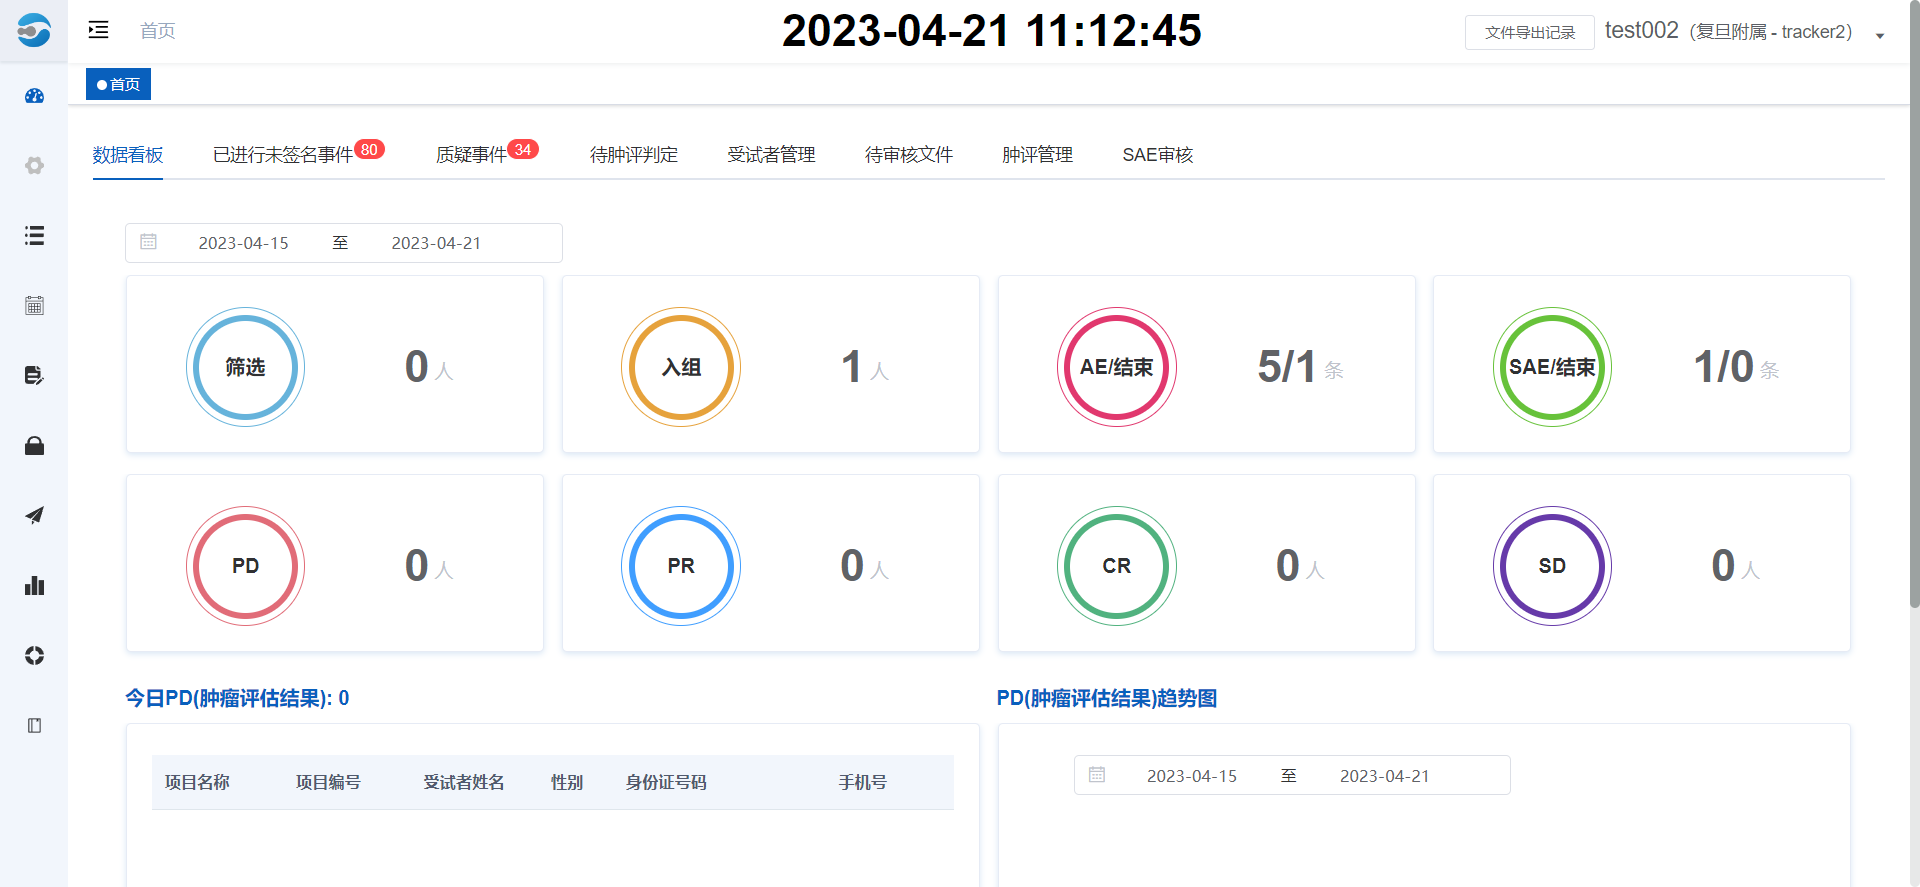 首页
2023-04-21 11:12:45
文件导出记录
test002（复旦附属 - tracker2）
首页
数据看板
已进行未签名事件 80
质疑事件 34
待肿评判定
受试者管理
待审核文件
肿评管理
SAE审核
2023-04-15 至 2023-04-21
筛选 0 人
入组 1 人
AE/结束 5/1 条
SAE/结束 1/0 条
PD 0 人
PR 0 人
CR 0 人
SD 0 人
今日PD(肿瘤评估结果): 0
项目名称 项目编号 受试者姓名 性别 身份证号码 手机号
PD(肿瘤评估结果)趋势图
2023-04-15 至 2023-04-21